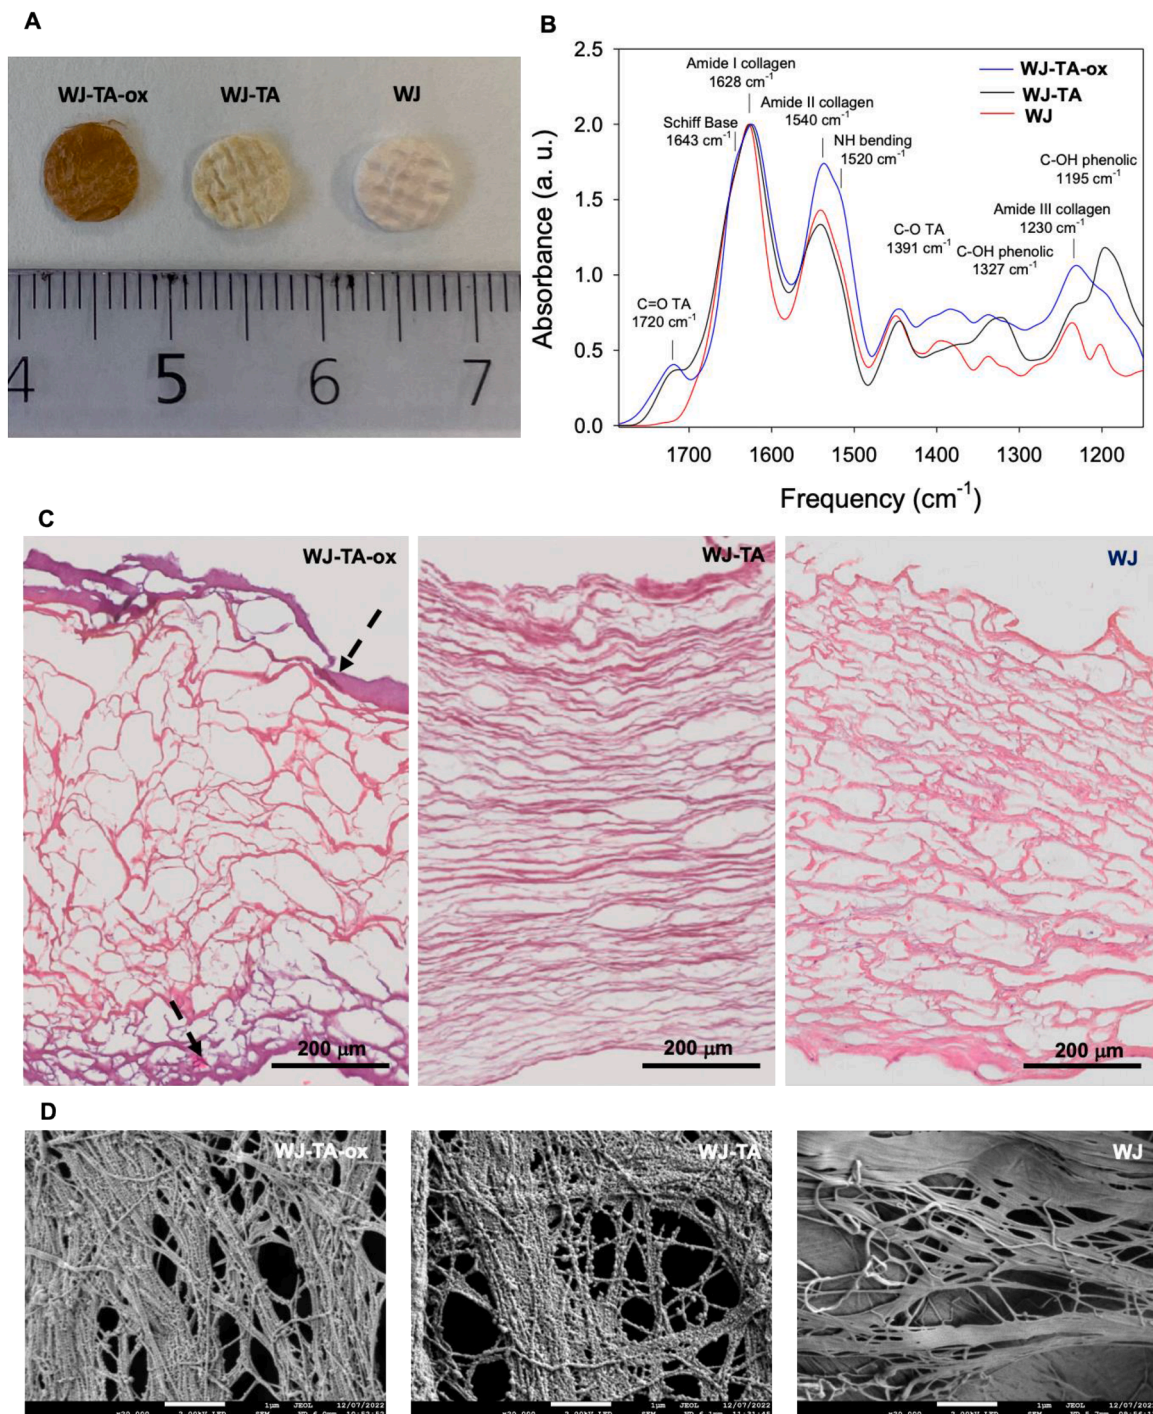 A
WJ-TA-ox
WJ-TA
WJ
4
5
6
7
B
2.5
2.0
1.5
1.0
0.5
0.0
Absorbance (a. u.)
Amide I collagen
1628 cm⁻¹
Schiff Base
1643 cm⁻¹
Amide II collagen
1540 cm⁻¹
NH bending
1520 cm⁻¹
WJ-TA-ox
WJ-TA
WJ
C-OH phenolic
1195 cm⁻¹
Amide III collagen
1230 cm⁻¹
C-O TA
1391 cm⁻¹
C-OH phenolic
1327 cm⁻¹
C=O TA
1720 cm⁻¹
1700
1600
1500
1400
1300
1200
Frequency (cm⁻¹)
C
WJ-TA-ox
200 µm
WJ-TA
200 µm
WJ
200 µm
D
WJ-TA-ox
1µm JEOL 12/07/2022
WJ-TA
1µm JEOL 12/07/2022
WJ
1µm JEOL